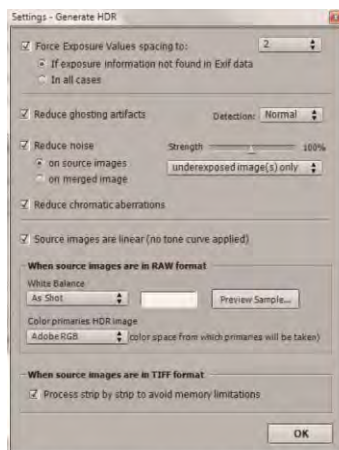 Settings - Generate HDR
Force Exposure Values spacing to: 2
If exposure information not found in Exif data
In all cases
Reduce ghosting artifacts Detection: Normal
Reduce noise Strength 100%
on source images underexposed image(s) only
on merged image
Reduce chromatic aberrations
Source images are linear (no tone curve applied)
When source images are in RAW format
White Balance
As Shot Preview Sample...
Color primaries HDR image
Adobe RGB color space from which primaries will be taken)
When source images are in TIFF format
Process strip by strip to avoid memory limitations
OK